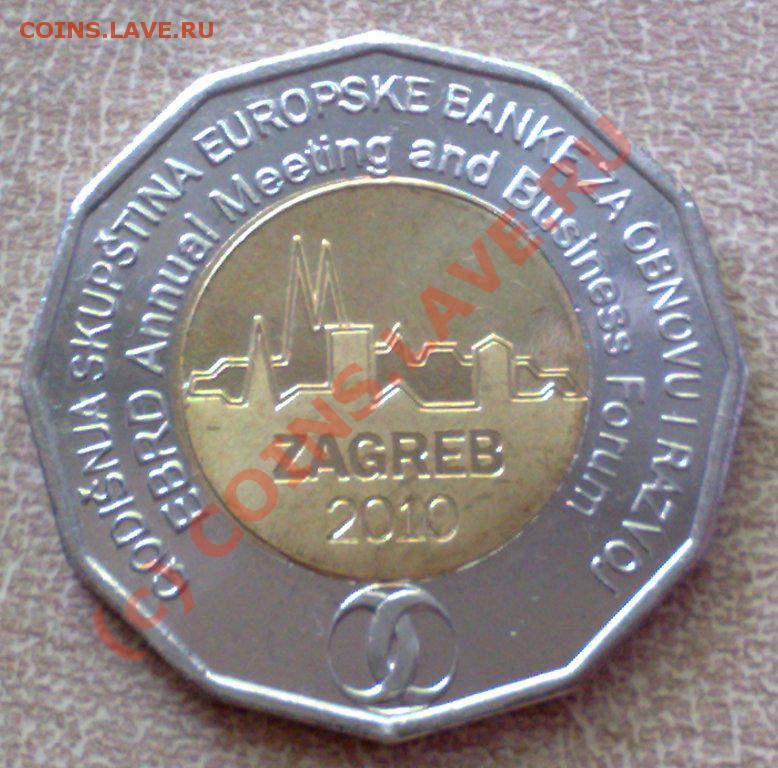 COINS.LAVE.RU
GODIŠNJA SKUPŠTINA EUROPSKE BANKE ZA OBNOVU I RAZVOJ
EBRD Annual Meeting and Business Forum
ZAGREB
2010
(c) COINS.LAVE.RU